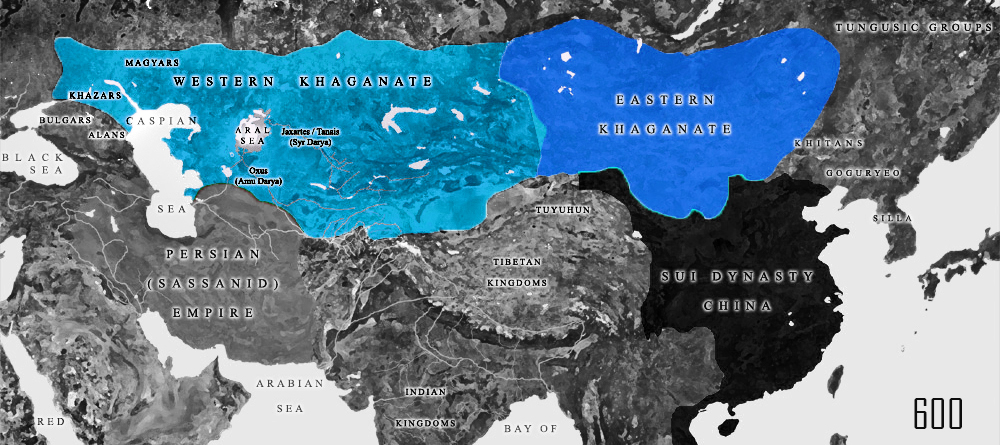 TUNGUSIC GROUPS
MAGYARS
WESTERN KHAGANATE
KHAZARS
EASTERN
KHAGANATE
BULGARS
CASPIAN
SEA
ALANS
ARAL
SEA
Jaxartes / Tanais
(Syr Darya)
KHITANS
BLACK
SEA
Oxus
(Amu Darya)
GOGURYEO
TUYUHUN
SILLA
PERSIAN
(SASSANID)
EMPIRE
TIBETAN
KINGDOMS
SUI DYNASTY
CHINA
ARABIAN
SEA
INDIAN
KINGDOMS
RED
BAY OF
600